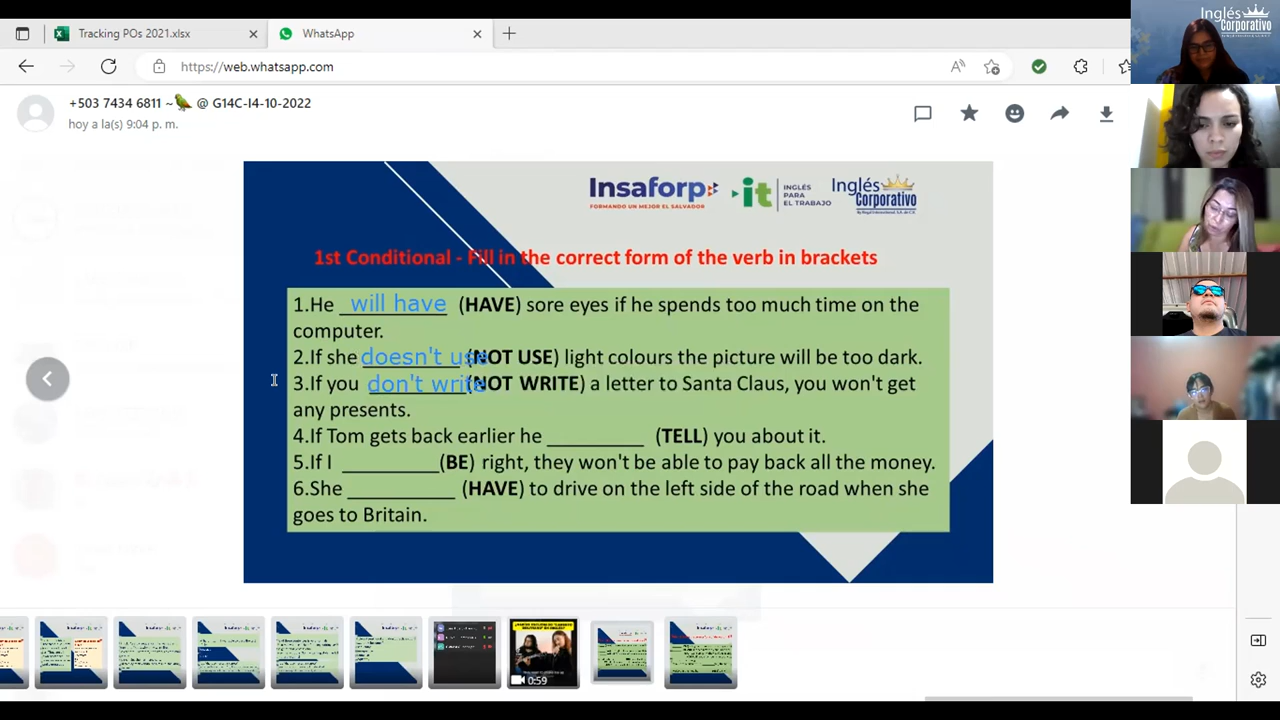 Tracking POs 2021.xlsx
WhatsApp
https://web.whatsapp.com
+503 7434 6811 ~🦜 @ G14C-I4-10-2022
hoy a la(s) 9:04 p. m.
Inglés
Corporativo
Insaforp
FORMANDO UN MEJOR EL SALVADOR
it
INGLÉS
PARA
EL TRABAJO
Inglés
Corporativo
1st Conditional - Fill in the correct form of the verb in brackets
1.He will have (HAVE) sore eyes if he spends too much time on the
computer.
2.If she doesn't use (NOT USE) light colours the picture will be too dark.
3.If you don't write (NOT WRITE) a letter to Santa Claus, you won't get
any presents.
4.If Tom gets back earlier he __________ (TELL) you about it.
5.If I __________(BE) right, they won't be able to pay back all the money.
6.She __________ (HAVE) to drive on the left side of the road when she
goes to Britain.
0:59